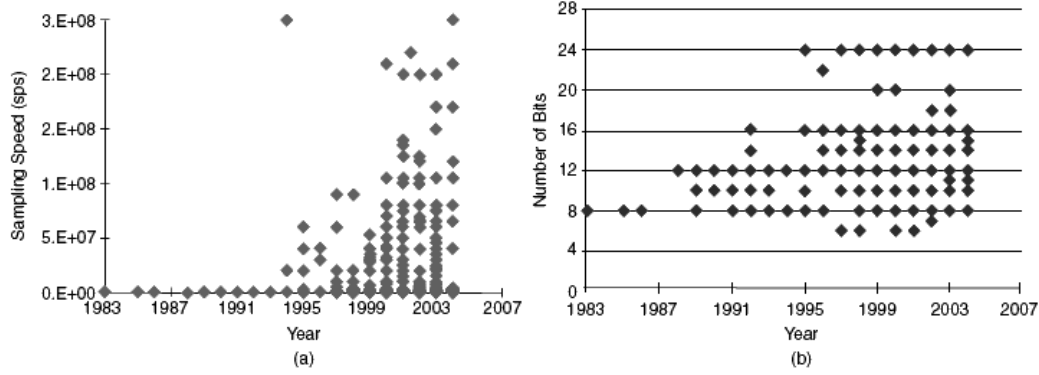 3.E+08
2.E+08
2.E+08
1.E+08
5.E+07
0.E+00
1983 1987 1991 1995 1999 2003 2007
Sampling Speed (sps)
Year
(a)
28
24
20
16
12
8
4
0
1983 1987 1991 1995 1999 2003 2007
Number of Bits
Year
(b)